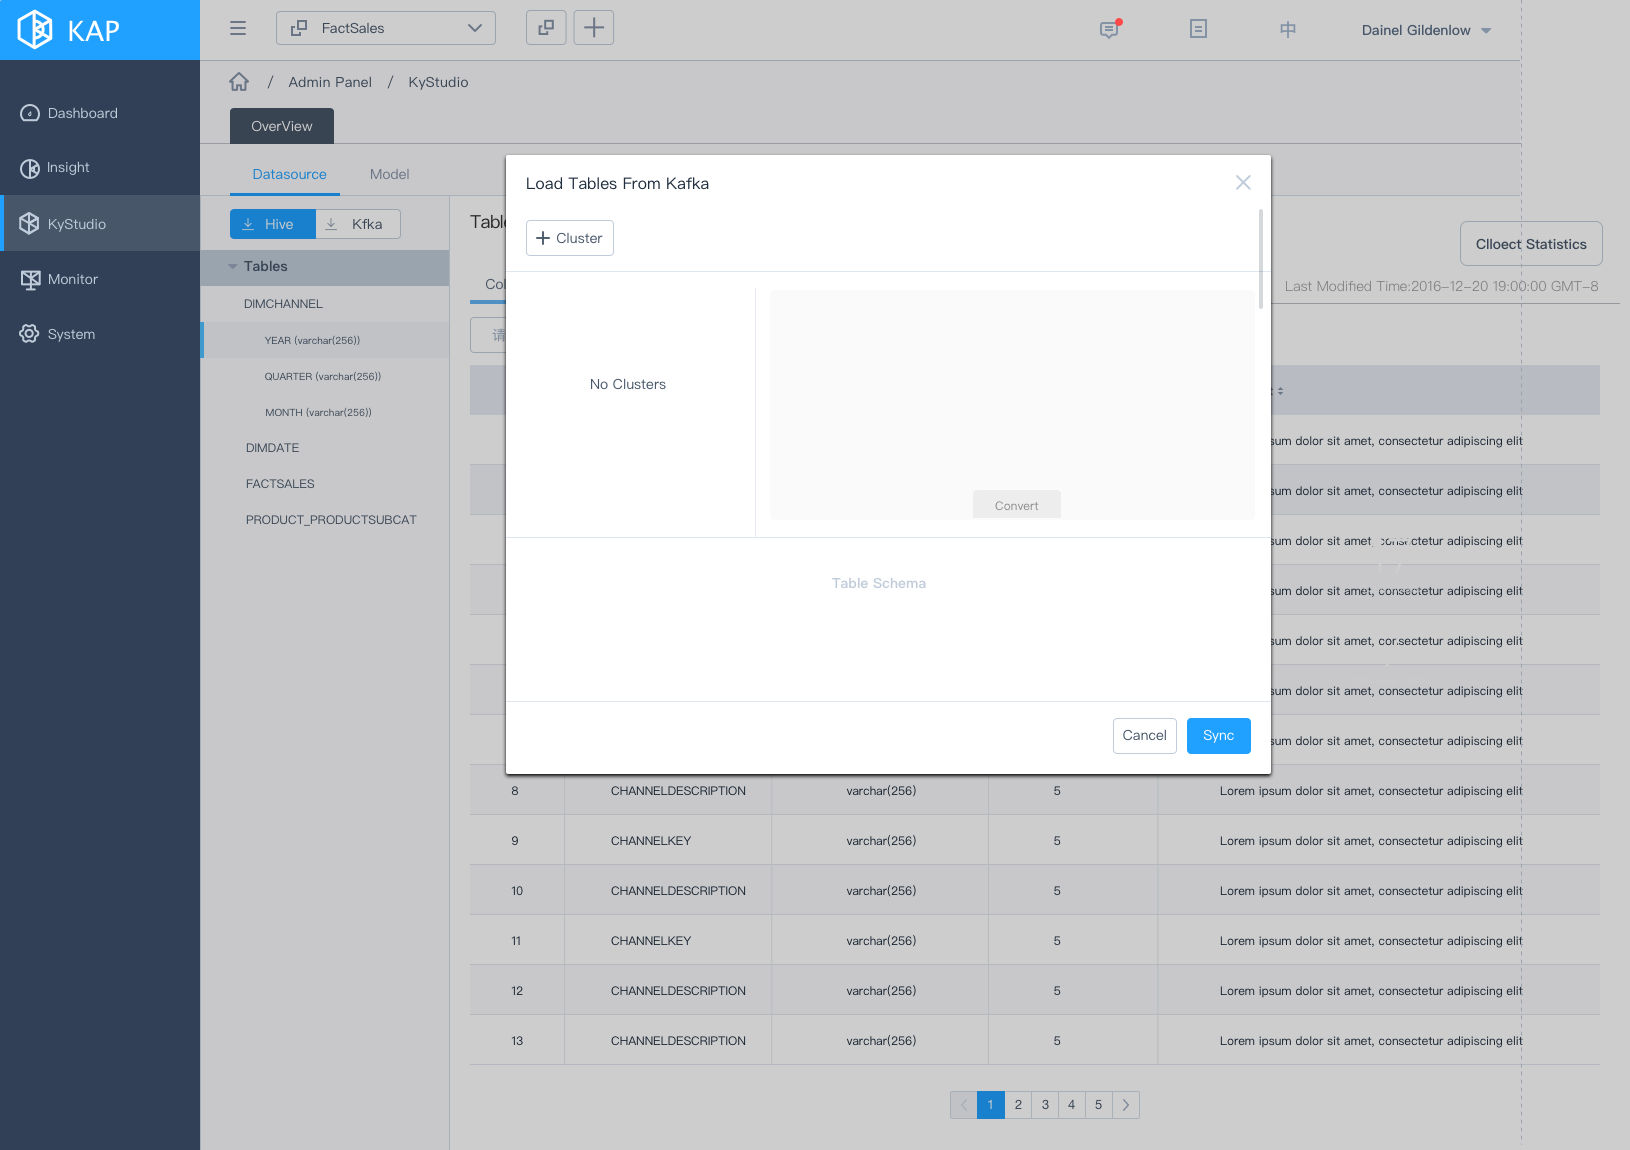 KAP
FactSales
中
Dainel Gildenlow
/ Admin Panel / KyStudio
OverView
Dashboard
Insight
KyStudio
Monitor
System
Datasource Model
Hive Kfka
Tables
DIMCHANNEL
YEAR (varchar(256))
QUARTER (varchar(256))
MONTH (varchar(256))
DIMDATE
FACTSALES
PRODUCT_PRODUCTSUBCAT
Clloect Statistics
Last Modified Time:2016-12-20 19:00:00 GMT-8
请
Load Tables From Kafka
Cluster
No Clusters
Convert
Table Schema
Cancel Sync
dolor sit amet, consectetur adipiscing elit
dolor sit amet, consectetur adipiscing elit
dolor sit amet, consectetur adipiscing elit
dolor sit amet, consectetur adipiscing elit
dolor sit amet, consectetur adipiscing elit
dolor sit amet, consectetur adipiscing elit
dolor sit amet, consectetur adipiscing elit
8 CHANNELDESCRIPTION varchar(256) 5 Lorem ipsum dolor sit amet, consectetur adipiscing elit
9 CHANNELKEY varchar(256) 5 Lorem ipsum dolor sit amet, consectetur adipiscing elit
10 CHANNELDESCRIPTION varchar(256) 5 Lorem ipsum dolor sit amet, consectetur adipiscing elit
11 CHANNELKEY varchar(256) 5 Lorem ipsum dolor sit amet, consectetur adipiscing elit
12 CHANNELDESCRIPTION varchar(256) 5 Lorem ipsum dolor sit amet, consectetur adipiscing elit
13 CHANNELDESCRIPTION varchar(256) 5 Lorem ipsum dolor sit amet, consectetur adipiscing elit
1 2 3 4 5